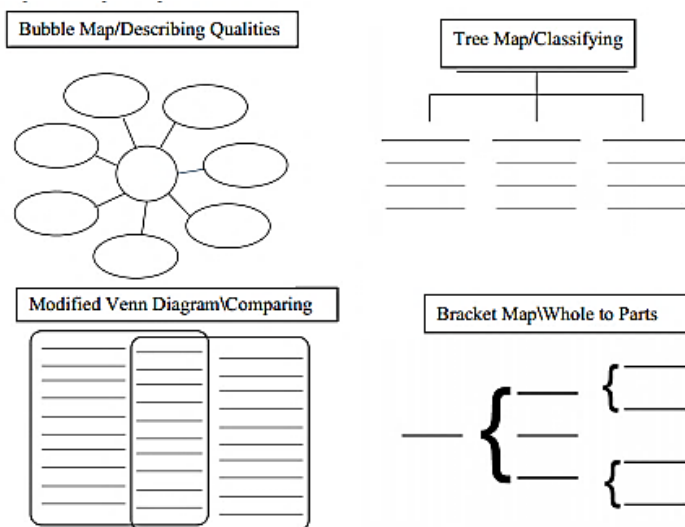 Bubble Map/Describing Qualities
Tree Map/Classifying
Modified Venn Diagram\Comparing
Bracket Map\Whole to Parts